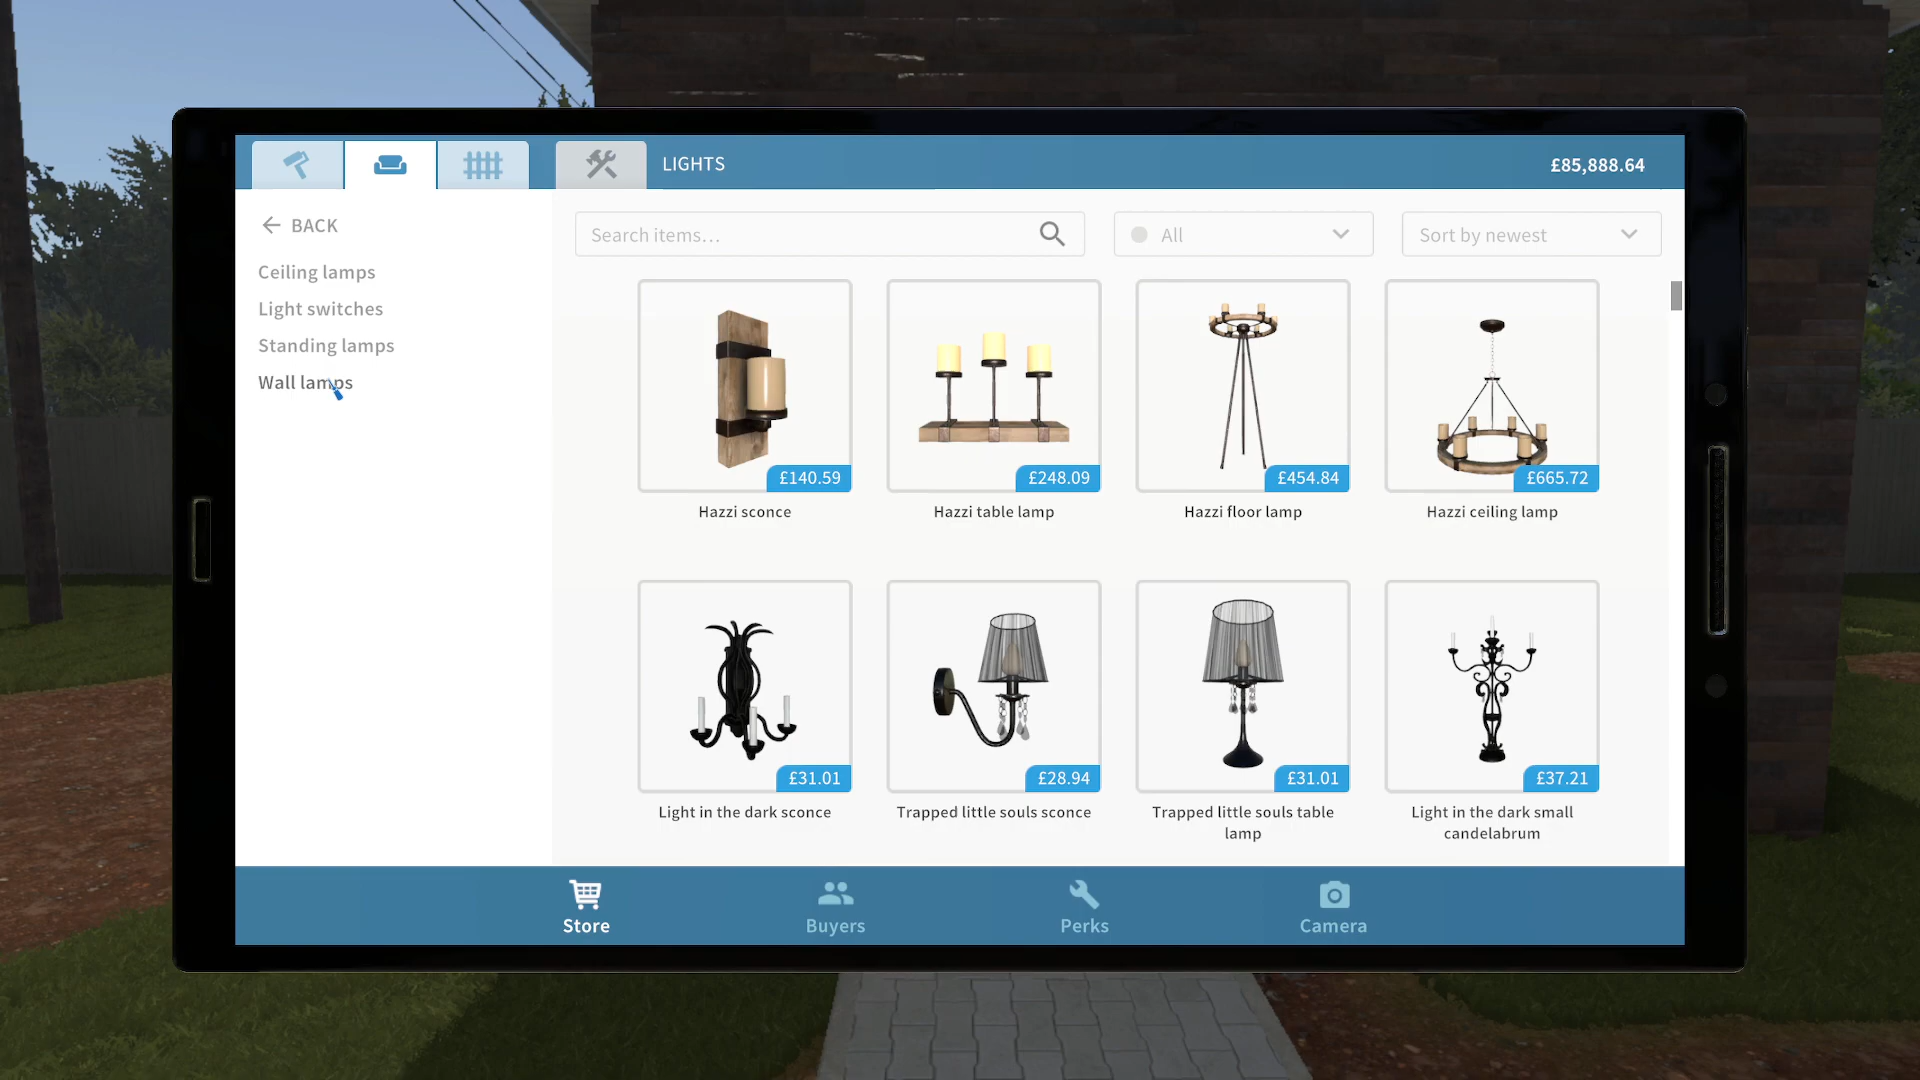 LIGHTS
£85,888.64
BACK
Ceiling lamps
Light switches
Standing lamps
Wall lamps
Search items...
All
Sort by newest
£140.59
Hazzi sconce
£248.09
Hazzi table lamp
£454.84
Hazzi floor lamp
£665.72
Hazzi ceiling lamp
£31.01
Light in the dark sconce
£28.94
Trapped little souls sconce
£31.01
Trapped little souls table
lamp
£37.21
Light in the dark small
candelabrum
Store
Buyers
Perks
Camera